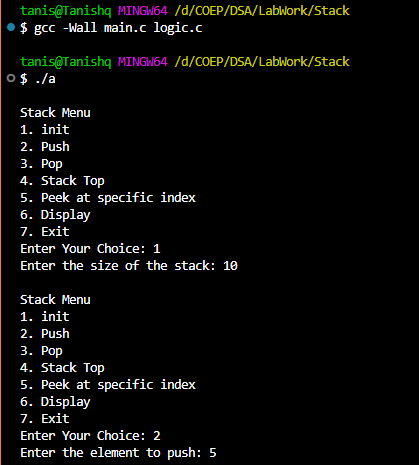 tanis@Tanishq MINGW64 /d/COEP/DSA/LabWork/Stack
$ gcc -Wall main.c logic.c
tanis@Tanishq MINGW64 /d/COEP/DSA/LabWork/Stack
$ ./a
Stack Menu
1. init
2. Push
3. Pop
4. Stack Top
5. Peek at specific index
6. Display
7. Exit
Enter Your Choice: 1
Enter the size of the stack: 10
Stack Menu
1. init
2. Push
3. Pop
4. Stack Top
5. Peek at specific index
6. Display
7. Exit
Enter Your Choice: 2
Enter the element to push: 5